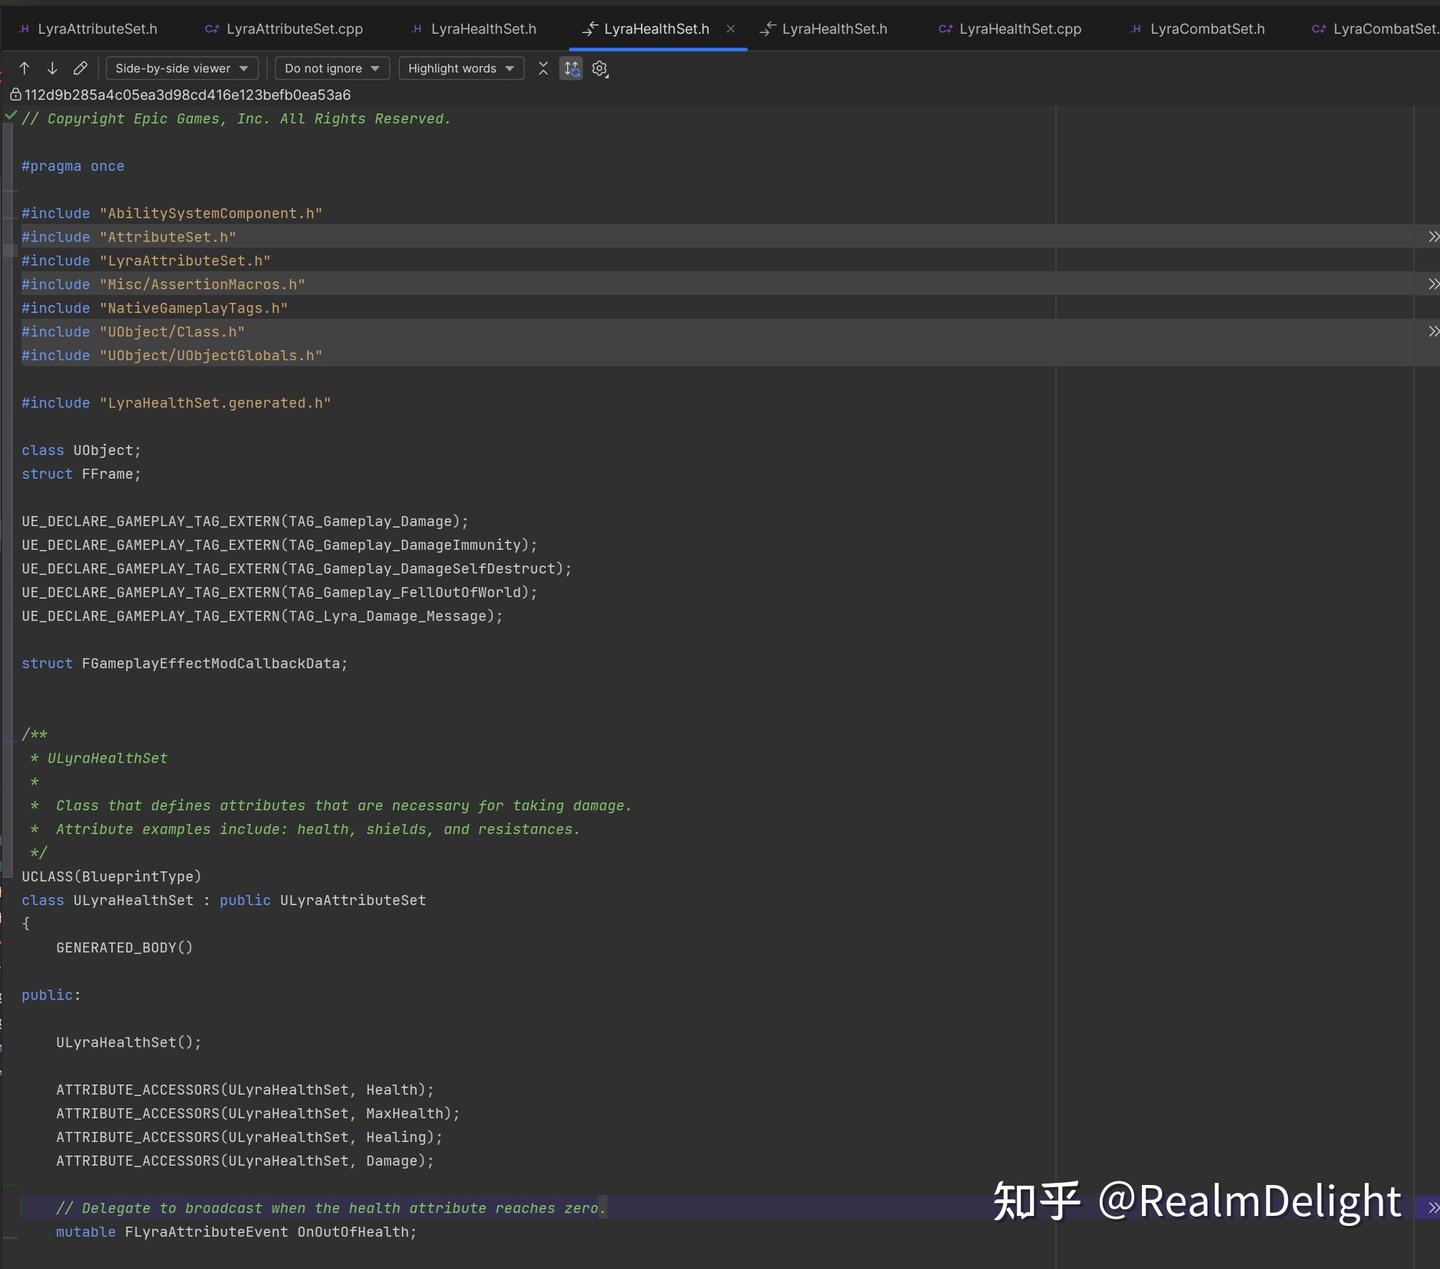 LyraAttributeSet.h
LyraAttributeSet.cpp
LyraHealthSet.h
LyraHealthSet.h
LyraHealthSet.h
LyraHealthSet.cpp
LyraCombatSet.h
LyraCombatSet.
Side-by-side viewer
Do not ignore
Highlight words
112d9b285a4c05ea3d98cd416e123befb0ea53a6
// Copyright Epic Games, Inc. All Rights Reserved.
#pragma once
#include "AbilitySystemComponent.h"
#include "AttributeSet.h"
#include "LyraAttributeSet.h"
#include "Misc/AssertionMacros.h"
#include "NativeGameplayTags.h"
#include "UObject/Class.h"
#include "UObject/UObjectGlobals.h"
#include "LyraHealthSet.generated.h"
class UObject;
struct FFrame;
UE_DECLARE_GAMEPLAY_TAG_EXTERN(TAG_Gameplay_Damage);
UE_DECLARE_GAMEPLAY_TAG_EXTERN(TAG_Gameplay_DamageImmunity);
UE_DECLARE_GAMEPLAY_TAG_EXTERN(TAG_Gameplay_DamageSelfDestruct);
UE_DECLARE_GAMEPLAY_TAG_EXTERN(TAG_Gameplay_FellOutOfWorld);
UE_DECLARE_GAMEPLAY_TAG_EXTERN(TAG_Lyra_Damage_Message);
struct FGameplayEffectModCallbackData;
/**
 * ULyraHealthSet
 *
 *  Class that defines attributes that are necessary for taking damage.
 *  Attribute examples include: health, shields, and resistances.
 */
UCLASS(BlueprintType)
class ULyraHealthSet : public ULyraAttributeSet
{
    GENERATED_BODY()
public:
    ULyraHealthSet();
    ATTRIBUTE_ACCESSORS(ULyraHealthSet, Health);
    ATTRIBUTE_ACCESSORS(ULyraHealthSet, MaxHealth);
    ATTRIBUTE_ACCESSORS(ULyraHealthSet, Healing);
    ATTRIBUTE_ACCESSORS(ULyraHealthSet, Damage);
    // Delegate to broadcast when the health attribute reaches zero.
    mutable FLyraAttributeEvent OnOutOfHealth;
知乎 @RealmDelight